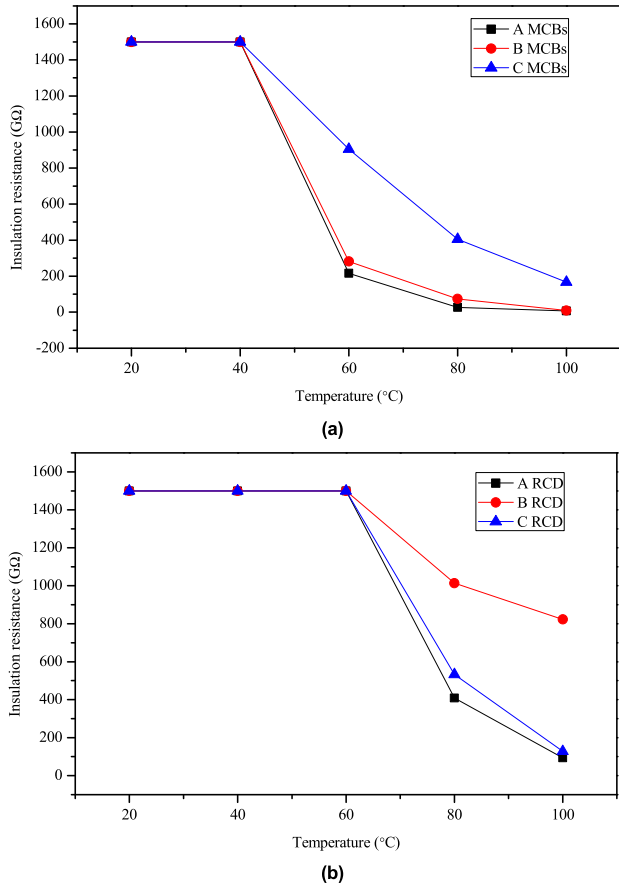 1600
1400
1200
1000
800
600
400
200
0
-200
Insulation resistance (GΩ)
A MCBs
B MCBs
C MCBs
20 40 60 80 100
Temperature (°C)
(a)
1600
1400
1200
1000
800
600
400
200
0
Insulation resistance (GΩ)
A RCD
B RCD
C RCD
20 40 60 80 100
Temperature (°C)
(b)